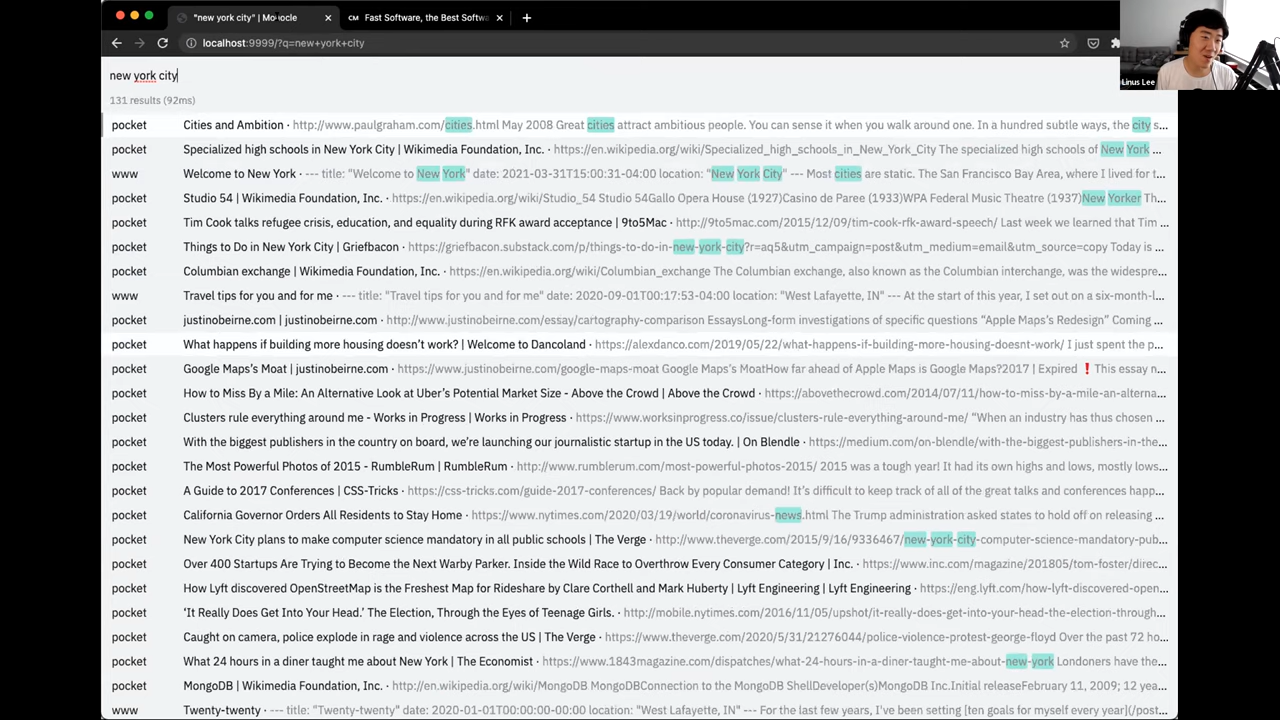 "new york city" | Monocle
Fast Software, the Best Softwa
localhost:9999/?q=new+york+city
Linus Lee
new york city
131 results (92ms)
pocket Cities and Ambition · http://www.paulgraham.com/cities.html May 2008 Great cities attract ambitious people. You can sense it when you walk around one. In a hundred subtle ways, the city s...
pocket Specialized high schools in New York City | Wikimedia Foundation, Inc. · https://en.wikipedia.org/wiki/Specialized_high_schools_in_New_York_City The specialized high schools of New York ...
www Welcome to New York · --- title: "Welcome to New York" date: 2021-03-31T15:00:31-04:00 location: "New York City" --- Most cities are static. The San Francisco Bay Area, where I lived for t...
pocket Studio 54 | Wikimedia Foundation, Inc. · https://en.wikipedia.org/wiki/Studio_54 Studio 54Gallo Opera House (1927)Casino de Paree (1933)WPA Federal Music Theatre (1937)New Yorker Th...
pocket Tim Cook talks refugee crisis, education, and equality during RFK award acceptance | 9to5Mac · http://9to5mac.com/2015/12/09/tim-cook-rfk-award-speech/ Last week we learned that Tim ...
pocket Things to Do in New York City | Griefbacon · https://griefbacon.substack.com/p/things-to-do-in-new-york-city?r=aq5&utm_campaign=post&utm_medium=email&utm_source=copy Today is ...
pocket Columbian exchange | Wikimedia Foundation, Inc. · https://en.wikipedia.org/wiki/Columbian_exchange The Columbian exchange, also known as the Columbian interchange, was the widespre...
www Travel tips for you and for me · --- title: "Travel tips for you and for me" date: 2020-09-01T00:17:53-04:00 location: "West Lafayette, IN" --- At the start of this year, I set out on a six-month-l...
pocket justinobeirne.com | justinobeirne.com · http://www.justinobeirne.com/essay/cartography-comparison EssaysLong-form investigations of specific questions “Apple Maps’s Redesign” Coming ...
pocket What happens if building more housing doesn’t work? | Welcome to Dancoland · https://alexdanco.com/2019/05/22/what-happens-if-building-more-housing-doesnt-work/ I just spent the p...
pocket Google Maps’s Moat | justinobeirne.com · https://www.justinobeirne.com/google-maps-moat Google Maps’s MoatHow far ahead of Apple Maps is Google Maps?2017 | Expired ❗ This essay n...
pocket How to Miss By a Mile: An Alternative Look at Uber’s Potential Market Size - Above the Crowd | Above the Crowd · https://abovethecrowd.com/2014/07/11/how-to-miss-by-a-mile-an-alterna...
pocket Clusters rule everything around me - Works in Progress | Works in Progress · https://www.worksinprogress.co/issue/clusters-rule-everything-around-me/ “When an industry has thus chosen ...
pocket With the biggest publishers in the country on board, we’re launching our journalistic startup in the US today. | On Blendle · https://medium.com/on-blendle/with-the-biggest-publishers-in-the...
pocket The Most Powerful Photos of 2015 - RumbleRum | RumbleRum · http://www.rumblerum.com/most-powerful-photos-2015/ 2015 was a tough year! It had its own highs and lows, mostly lows...
pocket A Guide to 2017 Conferences | CSS-Tricks · https://css-tricks.com/guide-2017-conferences/ Back by popular demand! It’s difficult to keep track of all of the great talks and conferences happ...
pocket California Governor Orders All Residents to Stay Home · https://www.nytimes.com/2020/03/19/world/coronavirus-news.html The Trump administration asked states to hold off on releasing ...
pocket New York City plans to make computer science mandatory in all public schools | The Verge · http://www.theverge.com/2015/9/16/9336467/new-york-city-computer-science-mandatory-pub...
pocket Over 400 Startups Are Trying to Become the Next Warby Parker. Inside the Wild Race to Overthrow Every Consumer Category | Inc. · https://www.inc.com/magazine/201805/tom-foster/direc...
pocket How Lyft discovered OpenStreetMap is the Freshest Map for Rideshare by Clare Corthell and Mark Huberty | Lyft Engineering | Lyft Engineering · https://eng.lyft.com/how-lyft-discovered-open...
pocket ‘It Really Does Get Into Your Head.’ The Election, Through the Eyes of Teenage Girls. · http://mobile.nytimes.com/2016/11/05/upshot/it-really-does-get-into-your-head-the-election-through...
pocket Caught on camera, police explode in rage and violence across the US | The Verge · https://www.theverge.com/2020/5/31/21276044/police-violence-protest-george-floyd Over the past 72 ho...
pocket What 24 hours in a diner taught me about New York | The Economist · https://www.1843magazine.com/dispatches/what-24-hours-in-a-diner-taught-me-about-new-york Londoners have the...
pocket MongoDB | Wikimedia Foundation, Inc. · http://en.wikipedia.org/wiki/MongoDB MongoDBConnection to the MongoDB ShellDeveloper(s)MongoDB Inc.Initial releaseFebruary 11, 2009; 12 yea...
www Twenty-twenty · --- title: "Twenty-twenty" date: 2020-01-01T00:00:00-00:00 location: "West Lafayette, IN" --- For the last few years, I've been setting [ten goals for myself every year](/post...